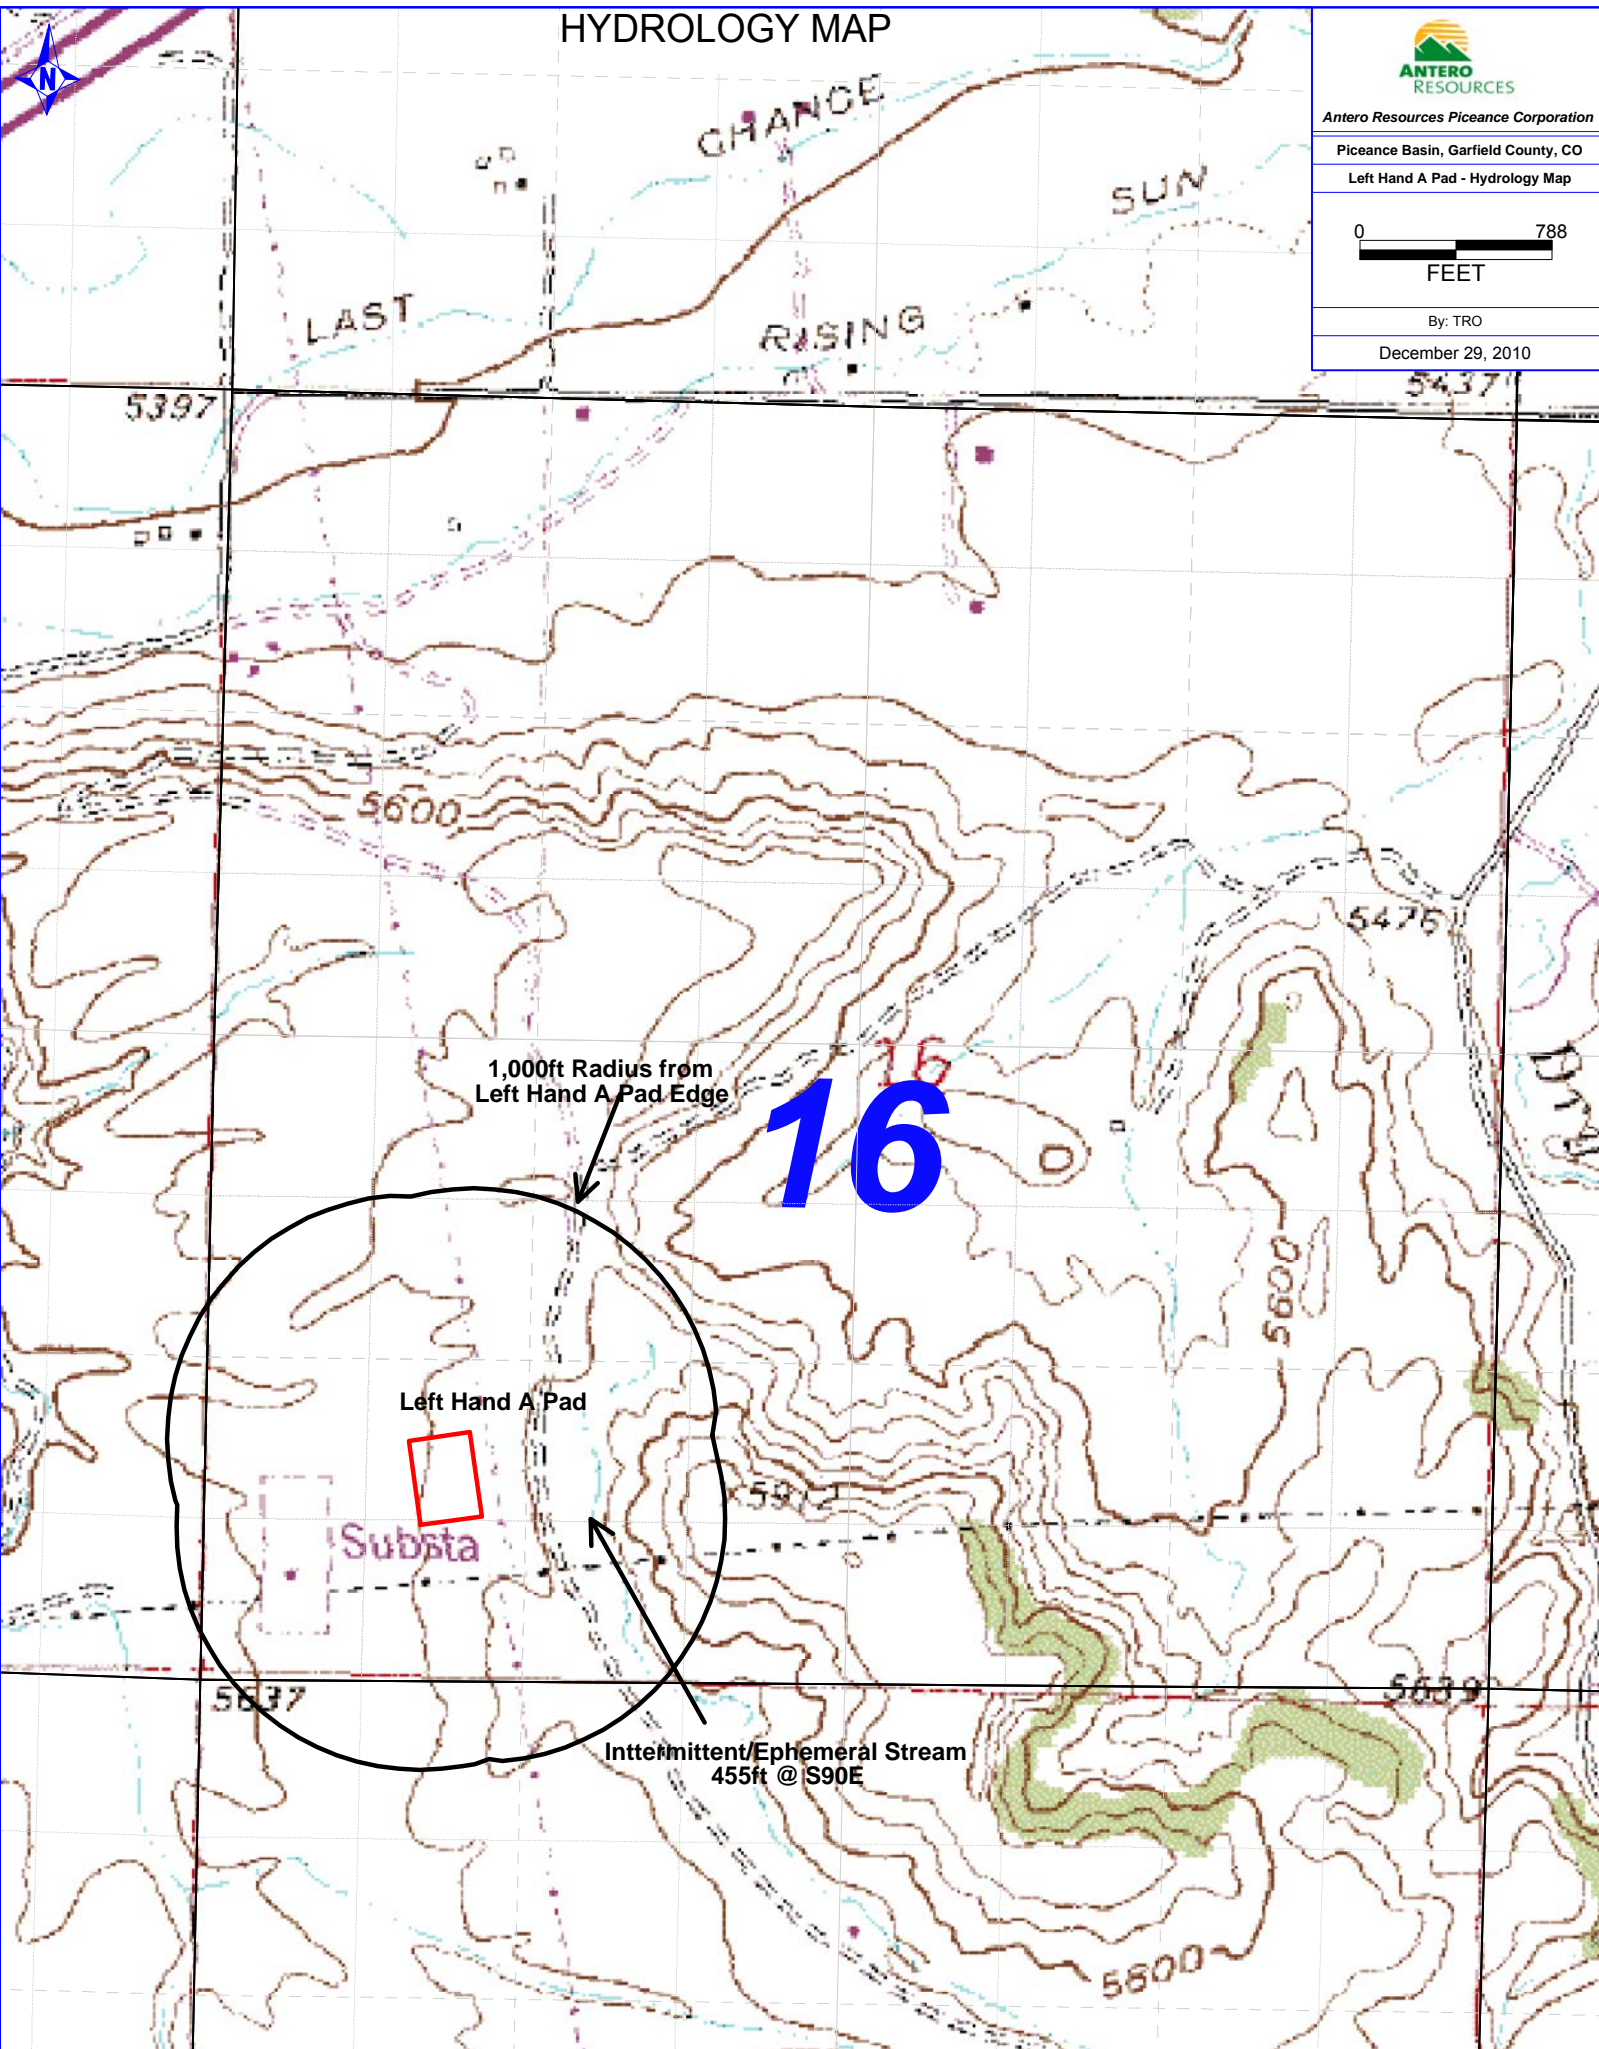 HYDROLOGY MAP
N
ANTERO
RESOURCES
Antero Resources Piceance Corporation
Piceance Basin, Garfield County, CO
Left Hand A Pad - Hydrology Map
0 788
FEET
By: TRO
December 29, 2010
LAST CHANCE
RISING SUN
5397
5437
5600
5476
16
16
Dry
1,000ft Radius from
Left Hand A Pad Edge
5600
Left Hand A Pad
Substa
5637
5639
Inttermittent/Ephemeral Stream
455ft @ S90E
5600